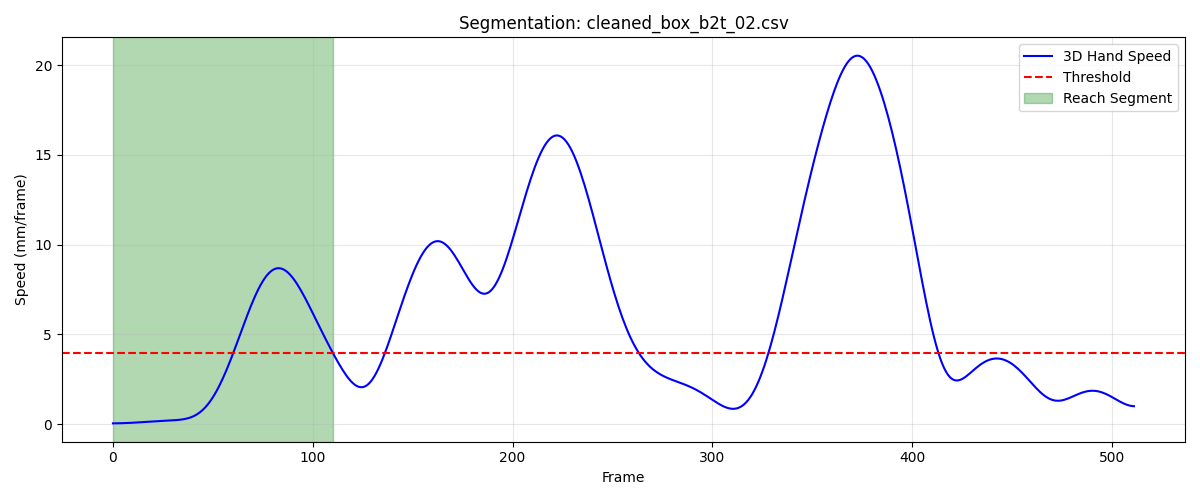 Segmentation: cleaned_box_b2t_02.csv
3D Hand Speed
Threshold
Reach Segment
Speed (mm/frame)
20
15
10
5
0
0 100 200 300 400 500
Frame